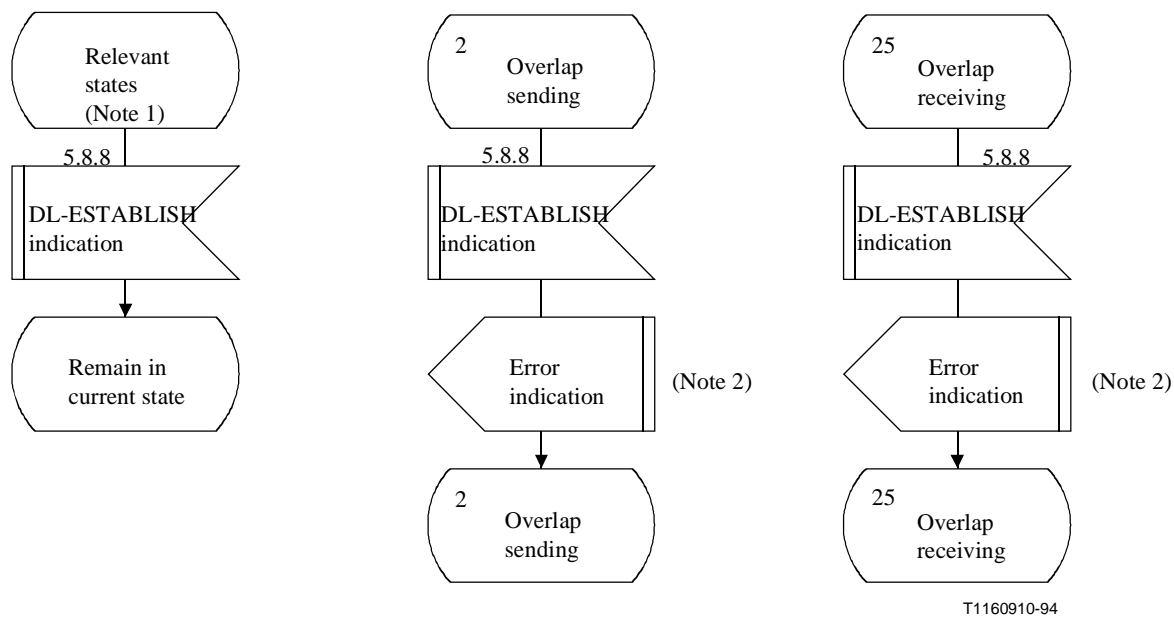 Relevant
states
(Note 1)
5.8.8
DL-ESTABLISH
indication
Remain in
current state
2
Overlap
sending
5.8.8
DL-ESTABLISH
indication
Error
indication
(Note 2)
2
Overlap
sending
25
Overlap
receiving
5.8.8
DL-ESTABLISH
indication
Error
indication
(Note 2)
25
Overlap
receiving
T1160910-94